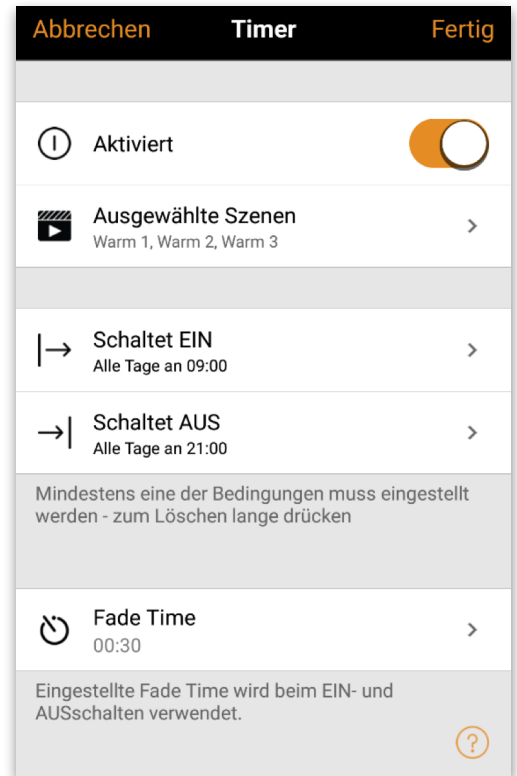 Abbrechen Timer Fertig
Aktiviert
Ausgewählte Szenen
Warm 1, Warm 2, Warm 3
Schaltet EIN
Alle Tage an 09:00
Schaltet AUS
Alle Tage an 21:00
Mindestens eine der Bedingungen muss eingestellt
werden - zum Löschen lange drücken
Fade Time
00:30
Eingestellte Fade Time wird beim EIN- und
AUSschalten verwendet.
?